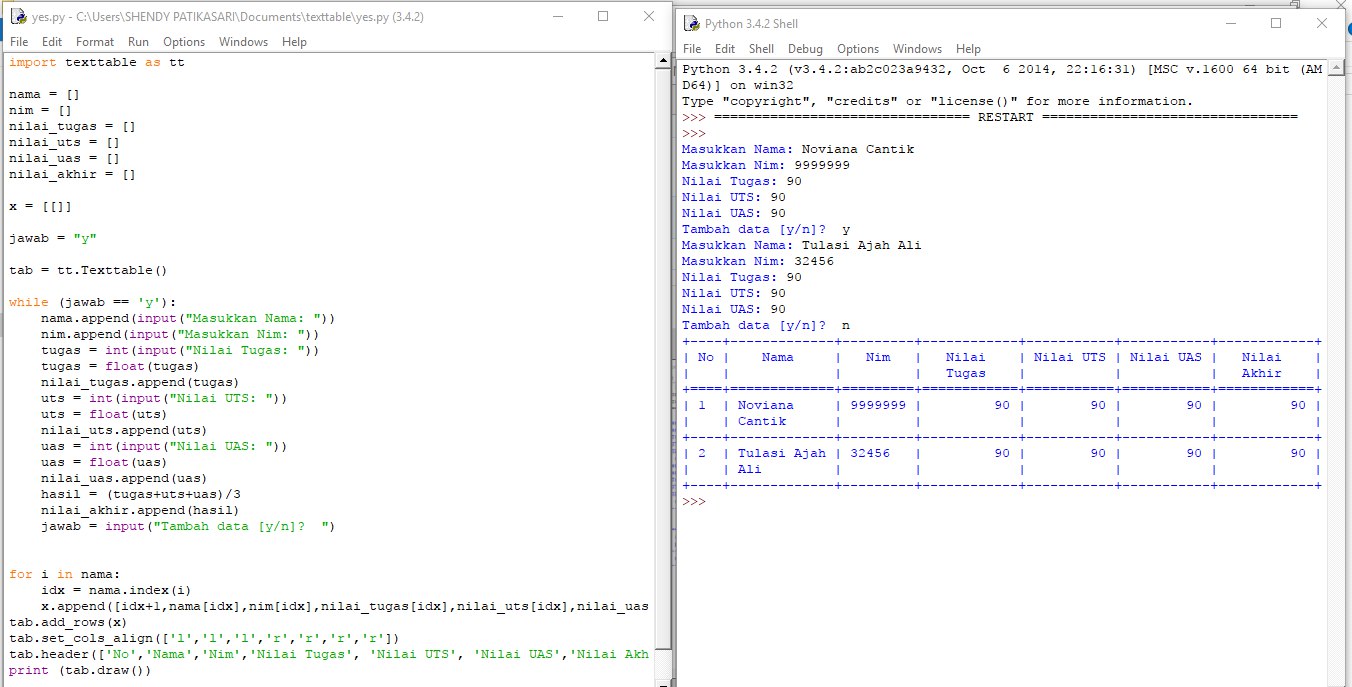 yes.py - C:\Users\SHENDY PATIKASARI\Documents\texttable\yes.py (3.4.2)
File Edit Format Run Options Windows Help
import texttable as tt
nama = []
nim = []
nilai_tugas = []
nilai_uts = []
nilai_uas = []
nilai_akhir = []
x = [[]]
jawab = "y"
tab = tt.Texttable()
while (jawab == 'y'):
    nama.append(input("Masukkan Nama: "))
    nim.append(input("Masukkan Nim: "))
    tugas = int(input("Nilai Tugas: "))
    tugas = float(tugas)
    nilai_tugas.append(tugas)
    uts = int(input("Nilai UTS: "))
    uts = float(uts)
    nilai_uts.append(uts)
    uas = int(input("Nilai UAS: "))
    uas = float(uas)
    nilai_uas.append(uas)
    hasil = (tugas+uts+uas)/3
    nilai_akhir.append(hasil)
    jawab = input("Tambah data [y/n]?  ")
for i in nama:
    idx = nama.index(i)
    x.append([idx+1,nama[idx],nim[idx],nilai_tugas[idx],nilai_uts[idx],nilai_uas
tab.add_rows(x)
tab.set_cols_align(['l','l','l','r','r','r','r'])
tab.header(['No','Nama','Nim','Nilai Tugas', 'Nilai UTS', 'Nilai UAS','Nilai Akh
print (tab.draw())
Python 3.4.2 Shell
File Edit Shell Debug Options Windows Help
Python 3.4.2 (v3.4.2:ab2c023a9432, Oct  6 2014, 22:16:31) [MSC v.1600 64 bit (AM
D64)] on win32
Type "copyright", "credits" or "license()" for more information.
>>> ================================ RESTART ================================
>>>
Masukkan Nama: Noviana Cantik
Masukkan Nim: 9999999
Nilai Tugas: 90
Nilai UTS: 90
Nilai UAS: 90
Tambah data [y/n]?  y
Masukkan Nama: Tulasi Ajah Ali
Masukkan Nim: 32456
Nilai Tugas: 90
Nilai UTS: 90
Nilai UAS: 90
Tambah data [y/n]?  n
+----+-------------+---------+------------+-----------+-----------+------------+
| No |    Nama     |   Nim   |   Nilai    | Nilai UTS | Nilai UAS |   Nilai    |
|    |             |         |   Tugas    |           |           |   Akhir    |
+====+=============+=========+============+===========+===========+============+
| 1  | Noviana     | 9999999 |         90 |        90 |        90 |         90 |
|    | Cantik      |         |            |           |           |            |
+----+-------------+---------+------------+-----------+-----------+------------+
| 2  | Tulasi Ajah | 32456   |         90 |        90 |        90 |         90 |
|    | Ali         |         |            |           |           |            |
+----+-------------+---------+------------+-----------+-----------+------------+
>>>